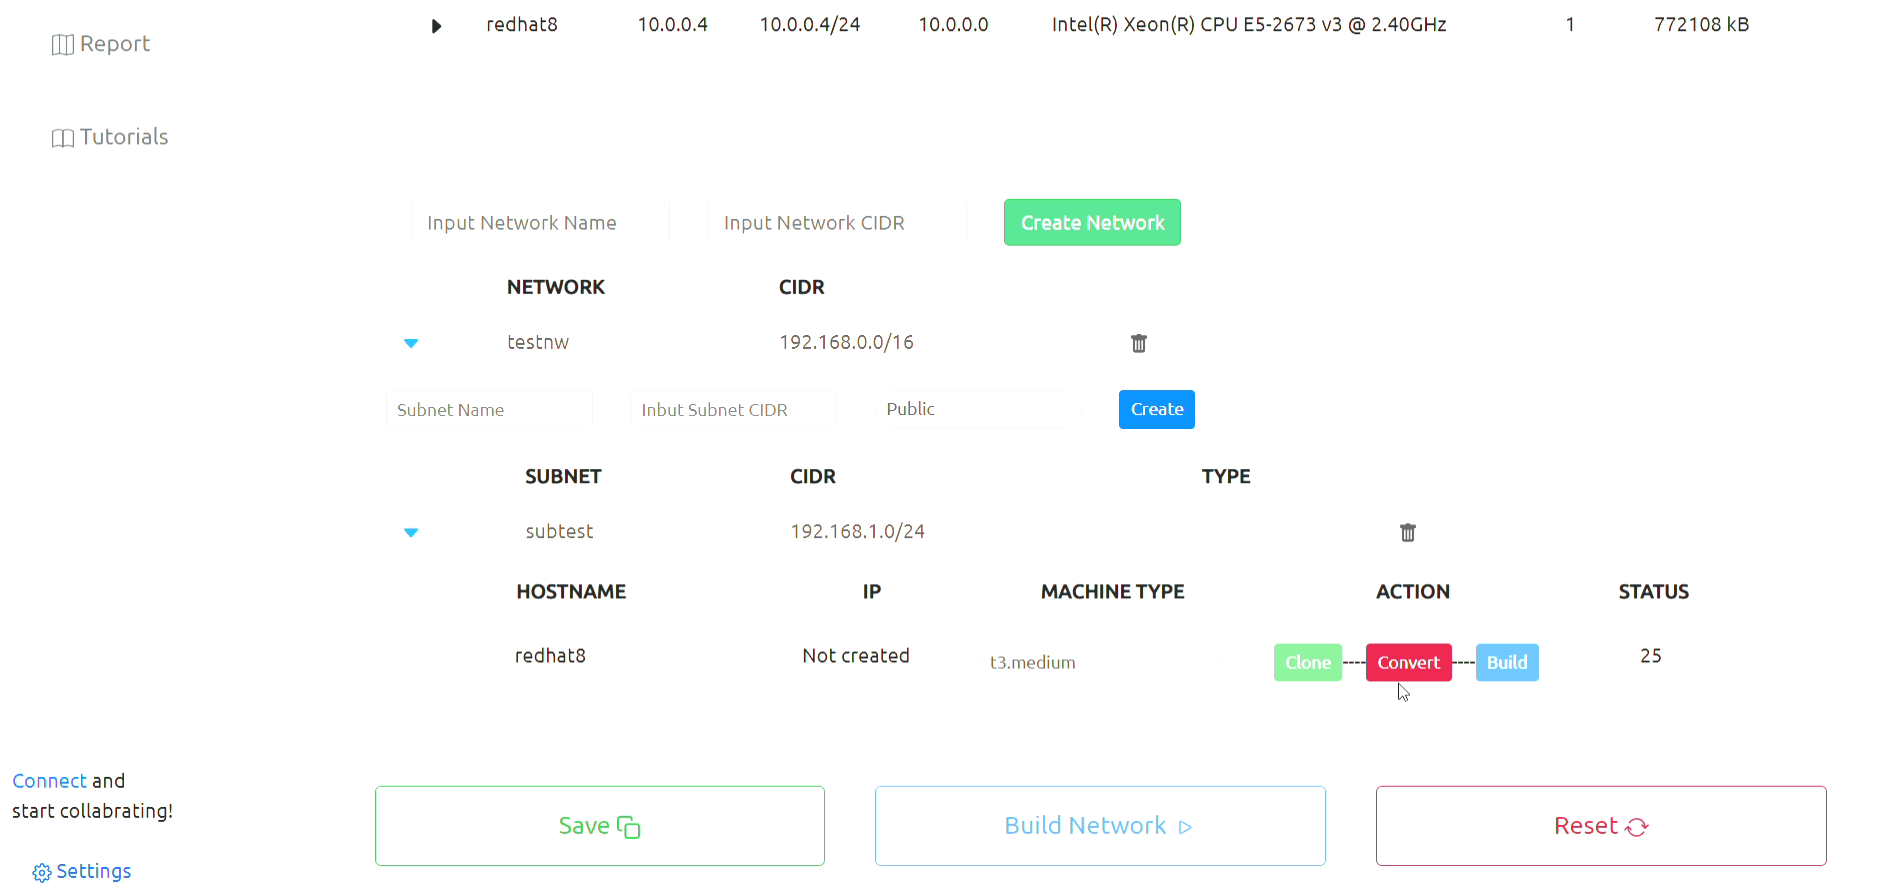 redhat8 10.0.0.4 10.0.0.4/24 10.0.0.0 Intel(R) Xeon(R) CPU E5-2673 v3 @ 2.40GHz 1 772108 kB
Report
Tutorials
Input Network Name Input Network CIDR Create Network
NETWORK CIDR
testnw 192.168.0.0/16
Subnet Name Inbut Subnet CIDR Public Create
SUBNET CIDR TYPE
subtest 192.168.1.0/24
HOSTNAME IP MACHINE TYPE ACTION STATUS
redhat8 Not created t3.medium Clone----Convert----Build 25
Connect and
start collabrating!
Save Build Network Reset
Settings